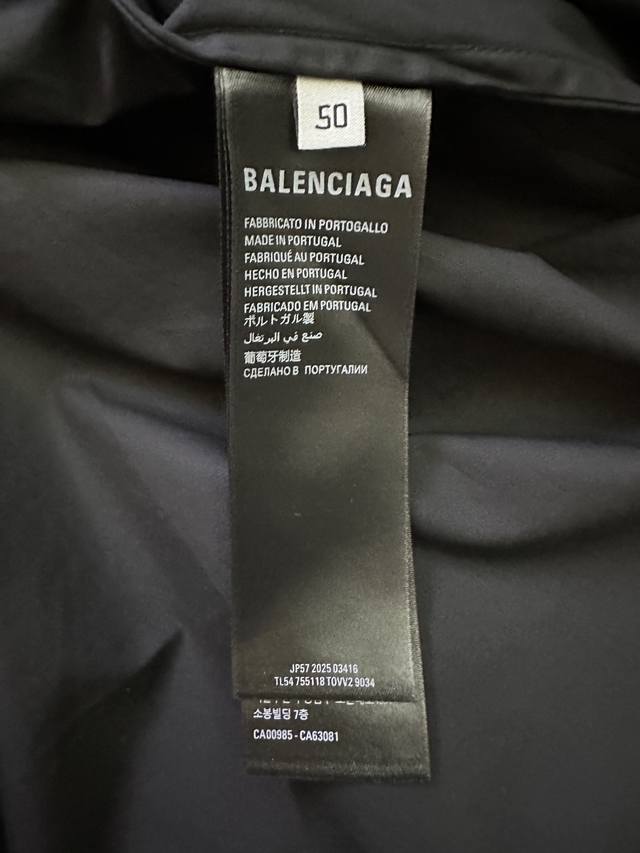 50
BALENCIAGA
FABBRICATO IN PORTOGALLO
MADE IN PORTUGAL
FABRIQUÉ AU PORTUGAL
HECHO EN PORTUGAL
HERGESTELLT IN PORTUGAL
FABRICADO EM PORTUGAL
ポルトガル製
صنع في البرتغال
葡萄牙制造
СДЕЛАНО В ПОРТУГАЛИИ
JP57 2025 03416
TL54 755118 TOVV2 9034
소봉빌딩 7층
CA00985 - CA63081